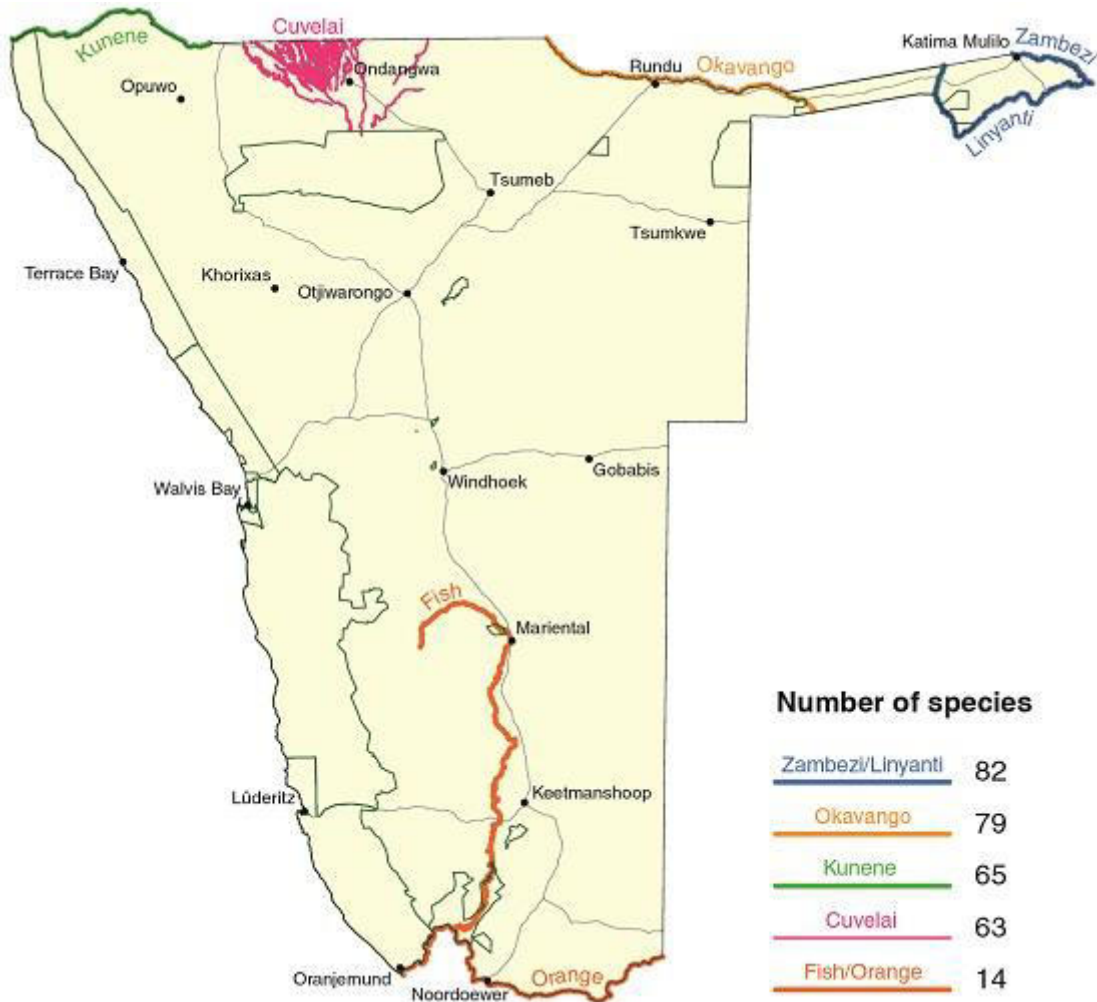 Kunene
Cuvelai
Ondangwa
Opuwo
Rundu
Okavango
Katima Mulilo
Zambezi
Linyanti
Tsumeb
Tsumkwe
Terrace Bay
Khorixas
Otjiwarongo
Walvis Bay
Windhoek
Gobabis
Fish
Mariental
Lûderitz
Keetmanshoop
Oranjemund
Noordoewer
Orange
Number of species
Zambezi/Linyanti 82
Okavango 79
Kunene 65
Cuvelai 63
Fish/Orange 14